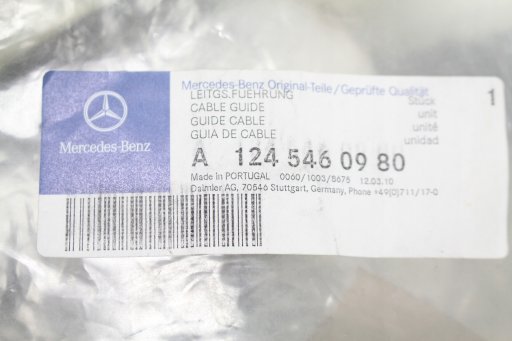 Mercedes-Benz Original-Teile/Geprüfte Qualität
LEITGS.FUEHRUNG Stück 1
CABLE GUIDE unit
GUIDE CABLE unité
GUIA DE CABLE unidad
Mercedes-Benz
A 124 546 09 80
Made in PORTUGAL 0060/1003/8675 12.03.10
Daimler AG, 70546 Stuttgart, Germany, Phone +49(0)711/17-0